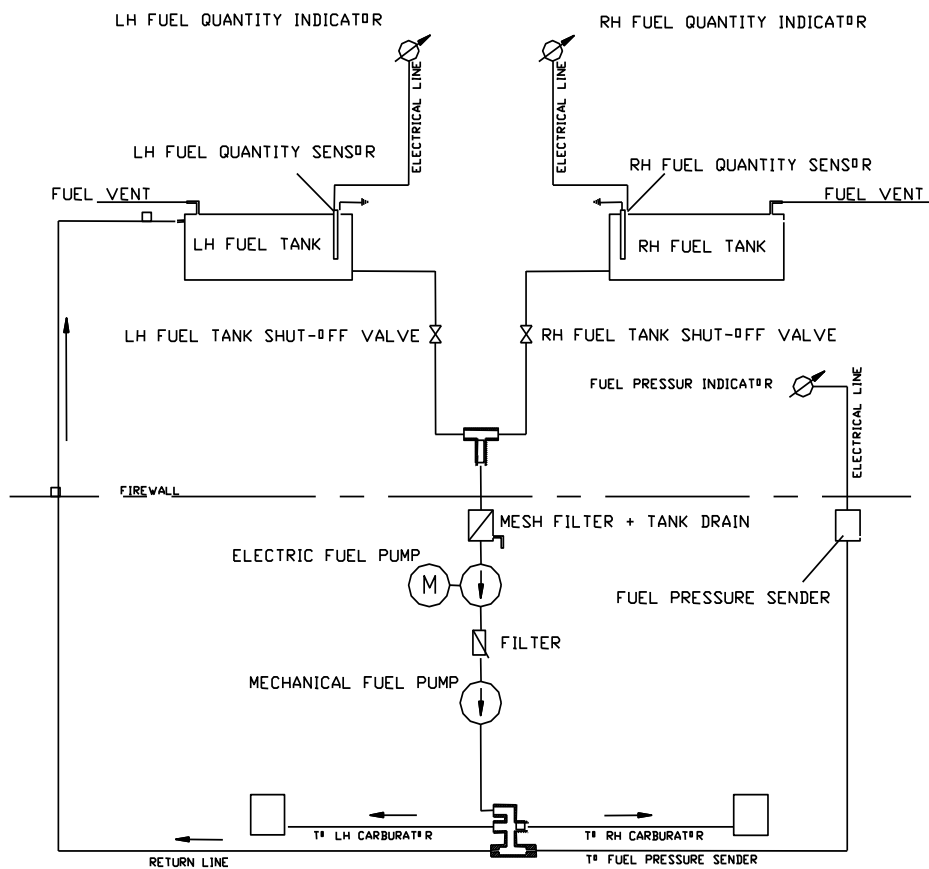 LH FUEL QUANTITY INDICATOR
RH FUEL QUANTITY INDICATOR
ELECTRICAL LINE
ELECTRICAL LINE
LH FUEL QUANTITY SENSOR
RH FUEL QUANTITY SENSOR
FUEL VENT
FUEL VENT
LH FUEL TANK
RH FUEL TANK
LH FUEL TANK SHUT-OFF VALVE
RH FUEL TANK SHUT-OFF VALVE
FUEL PRESSUR INDICATOR
ELECTRICAL LINE
FIREWALL
MESH FILTER + TANK DRAIN
ELECTRIC FUEL PUMP
M
FUEL PRESSURE SENDER
FILTER
MECHANICAL FUEL PUMP
TO LH CARBURATOR
TO RH CARBURATOR
RETURN LINE
TO FUEL PRESSURE SENDER